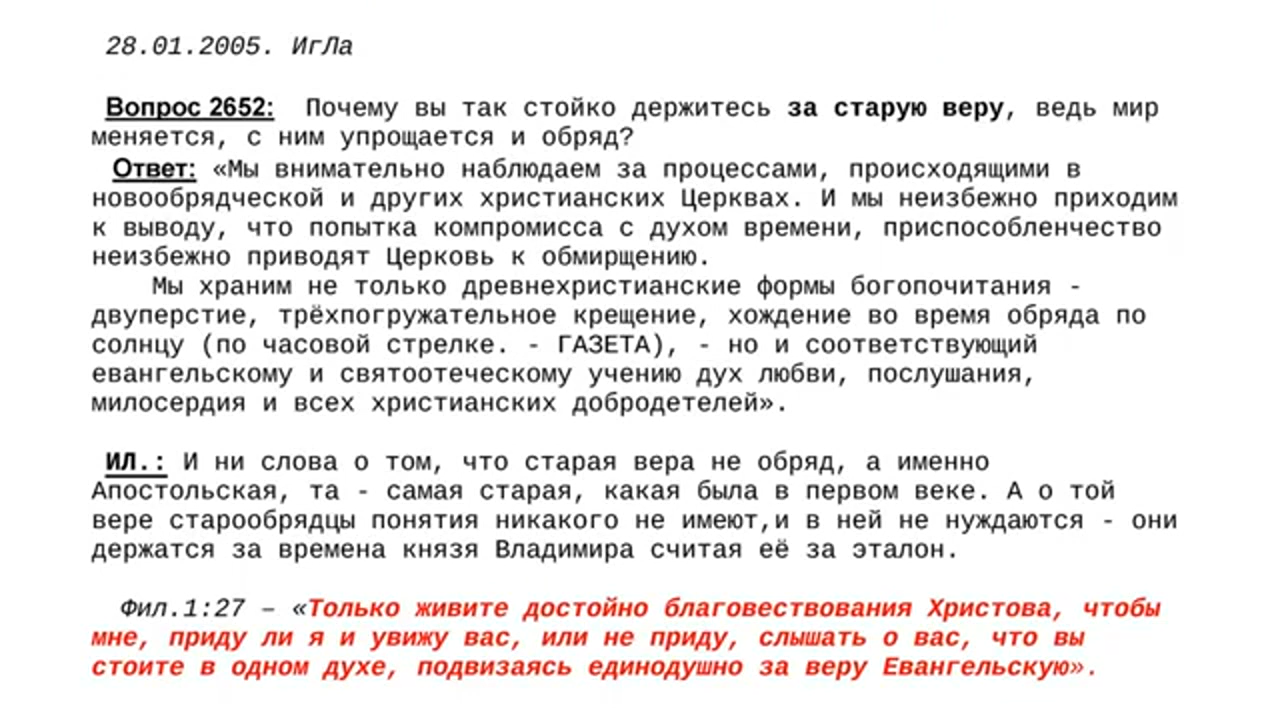 28.01.2005. ИгЛа
Вопрос 2652: Почему вы так стойко держитесь за старую веру, ведь мир
меняется, с ним упрощается и обряд?
Ответ: «Мы внимательно наблюдаем за процессами, происходящими в
новообрядческой и других христианских Церквах. И мы неизбежно приходим
к выводу, что попытка компромисса с духом времени, приспособленчество
неизбежно приводят Церковь к обмирщению.
Мы храним не только древнехристианские формы богопочитания -
двуперстие, трёхпогружательное крещение, хождение во время обряда по
солнцу (по часовой стрелке. - ГАЗЕТА), - но и соответствующий
евангельскому и святоотеческому учению дух любви, послушания,
милосердия и всех христианских добродетелей».
ИЛ.: И ни слова о том, что старая вера не обряд, а именно
Апостольская, та - самая старая, какая была в первом веке. А о той
вере старообрядцы понятия никакого не имеют,и в ней не нуждаются - они
держатся за времена князя Владимира считая её за эталон.
Фил.1:27 – «Только живите достойно благовествования Христова, чтобы
мне, приду ли я и увижу вас, или не приду, слышать о вас, что вы
стоите в одном духе, подвизаясь единодушно за веру Евангельскую».